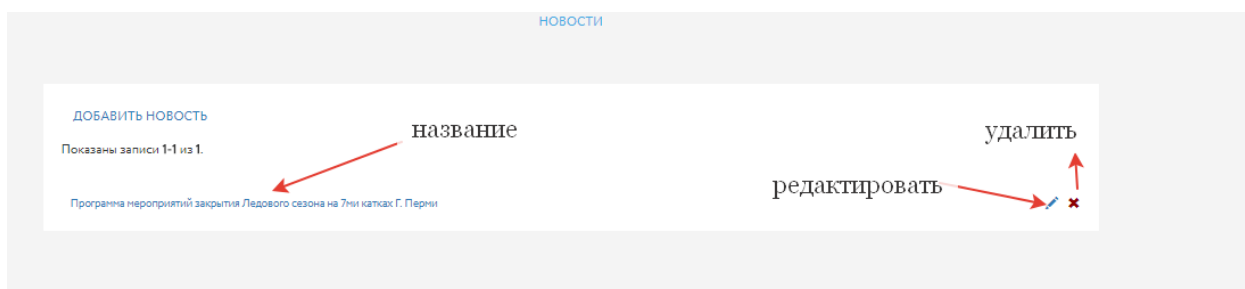 НОВОСТИ
ДОБАВИТЬ НОВОСТЬ
название
удалить
Показаны записи 1-1 из 1.
редактировать
Программа мероприятий закрытия Ледового сезона на 7ми катках Г. Перми